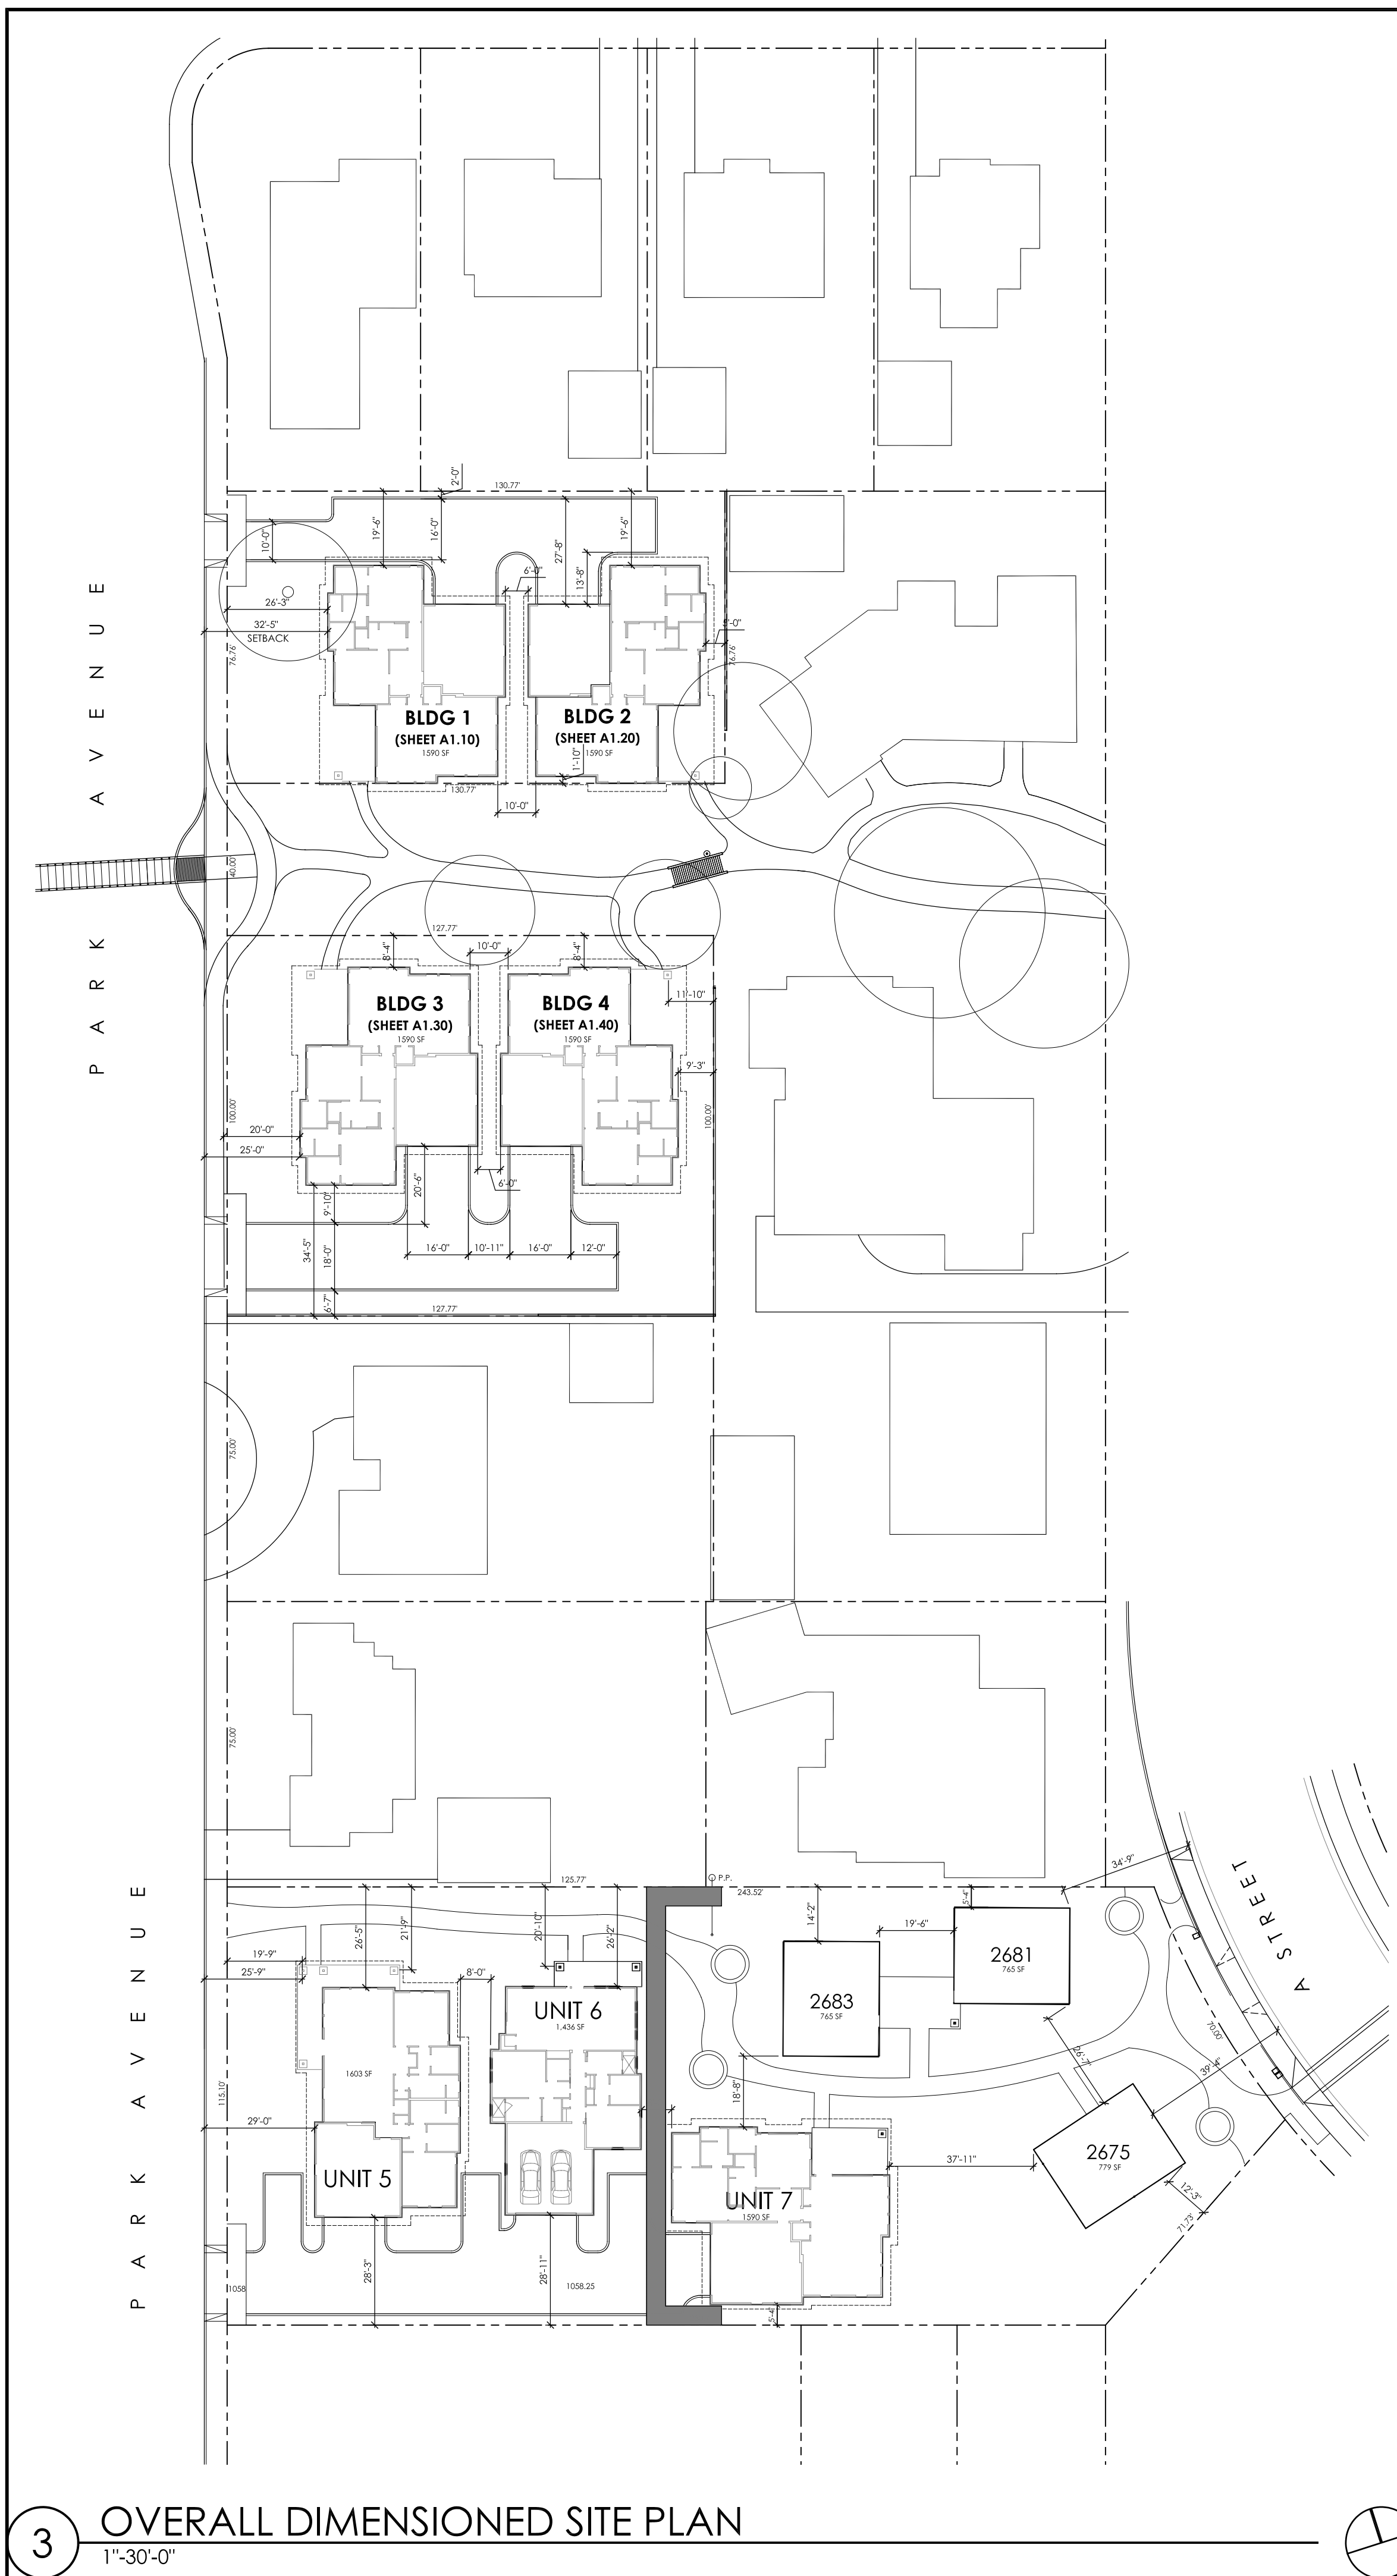 2'-0"
130.77'
19'-6"
16'-0"
27'-8"
19'-6"
10'-0"
13'-8"
6'-0"
26'-3"
32'-5"
SETBACK
5'-0"
76.76'
76.76'
BLDG 1
(SHEET A1.10)
1590 SF
BLDG 2
(SHEET A1.20)
1590 SF
1'-10"
130.77'
10'-0"
PARK AVENUE
40.00'
127.77'
8'-4"
10'-0"
8'-4"
BLDG 3
(SHEET A1.30)
1590 SF
BLDG 4
(SHEET A1.40)
1590 SF
11'-10"
9'-3"
100.00'
100.00'
20'-0"
25'-0"
20'-6"
6'-0"
9'-10"
34'-5"
18'-0"
16'-0"
10'-11"
16'-0"
12'-0"
6'-7"
127.77'
75.00'
75.00'
P.P.
125.77'
243.52'
34'-9"
5'-4"
26'-5"
21'-9"
20'-10"
26'-2"
14'-2"
19'-6"
19'-9"
25'-9"
8'-0"
2681
765 SF
A STREET
UNIT 6
1,436 SF
2683
765 SF
70.00'
26'-7"
39'-4"
1603 SF
18'-8"
115.10'
29'-0"
PARK AVENUE
UNIT 5
37'-11"
2675
779 SF
12'-3"
71.73'
UNIT 7
1590 SF
28'-3"
28'-11"
1058
1058.25
5'-4"
3
OVERALL DIMENSIONED SITE PLAN
1"-30'-0"